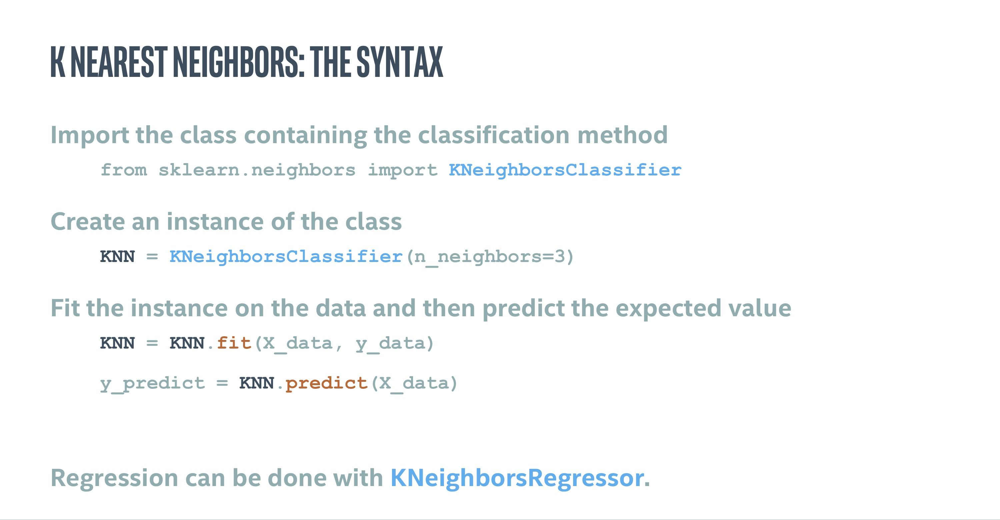 K NEAREST NEIGHBORS: THE SYNTAX
Import the class containing the classification method
from sklearn.neighbors import KNeighborsClassifier
Create an instance of the class
KNN = KNeighborsClassifier(n_neighbors=3)
Fit the instance on the data and then predict the expected value
KNN = KNN.fit(X_data, y_data)
y_predict = KNN.predict(X_data)
Regression can be done with KNeighborsRegressor.